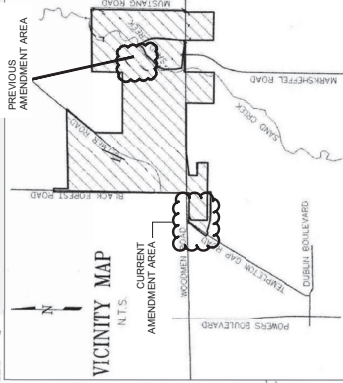 MUSTANG ROAD
PREVIOUS
AMENDMENT AREA
CREEK
MARKSHEFFEL ROAD
SAND CREEK
BLACK FOREST ROAD
N
VICINITY MAP
N.T.S.
CURRENT
AMENDMENT AREA
WOODMEN ROAD
TEMPLETON GAP ROAD
DUBLIN BOULEVARD
POWERS BOULEVARD